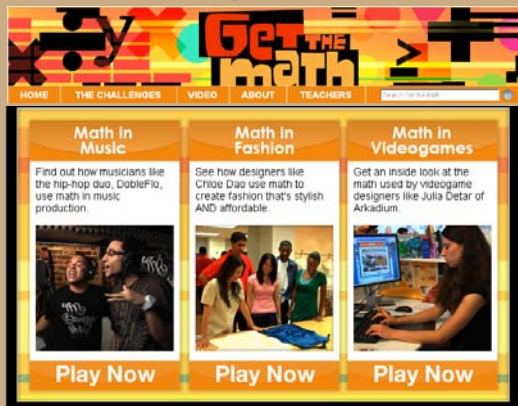 GET THE
math
HOME THE CHALLENGES VIDEO ABOUT TEACHERS Search Get the Math
Math in
Music
Find out how musicians like
the hip-hop duo, DobleFlo,
use math in music
production.
Play Now
Math in
Fashion
See how designers like
Chloe Dao use math to
create fashion that's stylish
AND affordable.
Play Now
Math in
Videogames
Get an inside look at the
math used by videogame
designers like Julia Detar of
Arkadium.
Play Now